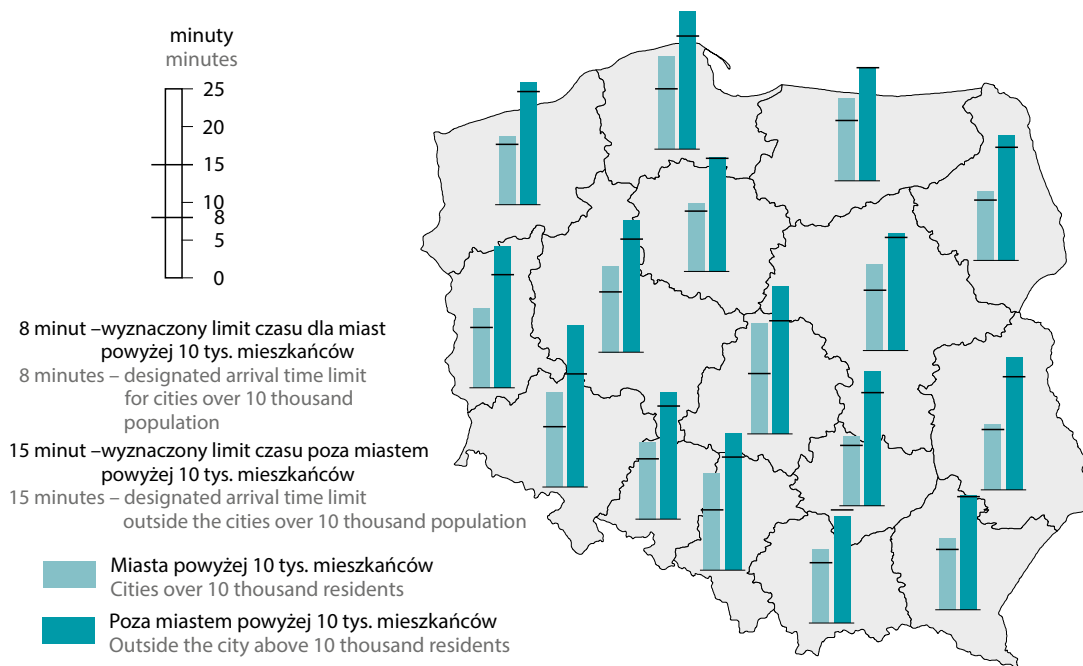 minuty
minutes
25
20
15
10
8
5
0
8 minut –wyznaczony limit czasu dla miast
powyżej 10 tys. mieszkańców
8 minutes – designated arrival time limit
for cities over 10 thousand
population
15 minut –wyznaczony limit czasu poza miastem
powyżej 10 tys. mieszkańców
15 minutes – designated arrival time limit
outside the cities over 10 thousand population
Miasta powyżej 10 tys. mieszkańców
Cities over 10 thousand residents
Poza miastem powyżej 10 tys. mieszkańców
Outside the city above 10 thousand residents